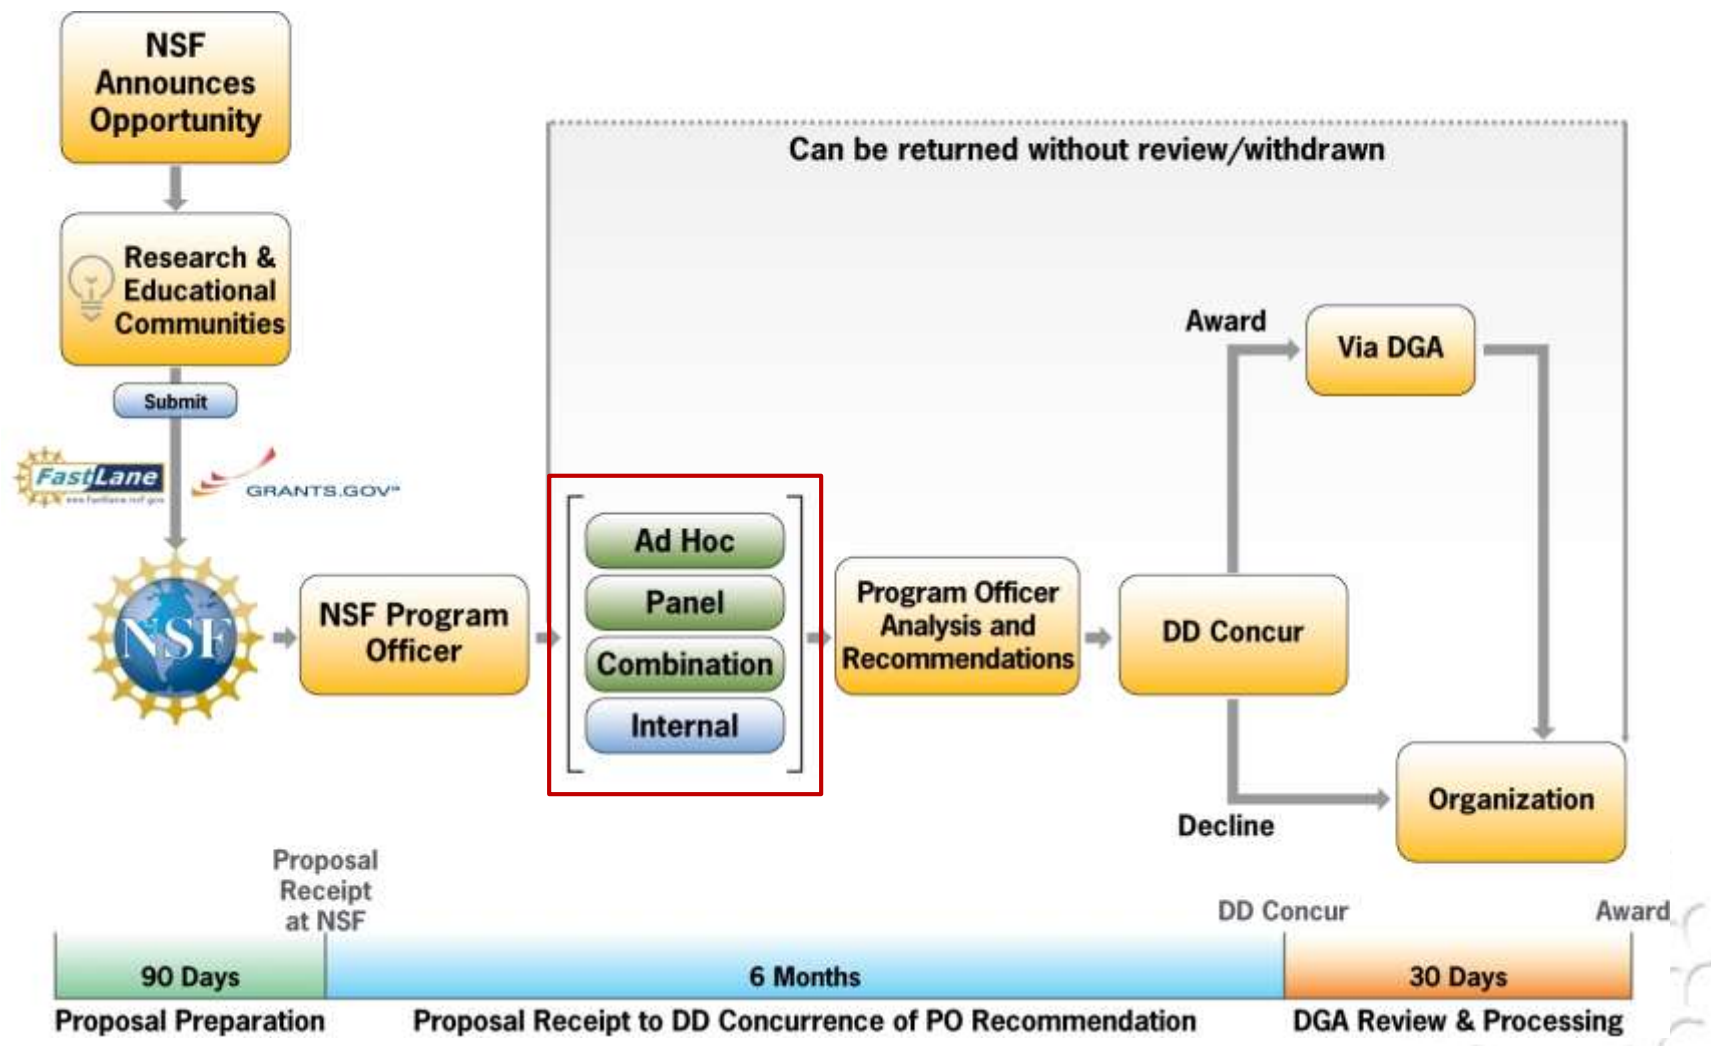 NSF
Announces
Opportunity
Can be returned without review/withdrawn
Research &
Educational
Communities
Submit
FastLane
GRANTS.GOV℠
NSF
NSF Program
Officer
Ad Hoc
Panel
Combination
Internal
Program Officer
Analysis and
Recommendations
DD Concur
Award
Via DGA
Decline
Organization
Proposal
Receipt
at NSF
DD Concur
Award
90 Days
6 Months
30 Days
Proposal Preparation
Proposal Receipt to DD Concurrence of PO Recommendation
DGA Review & Processing